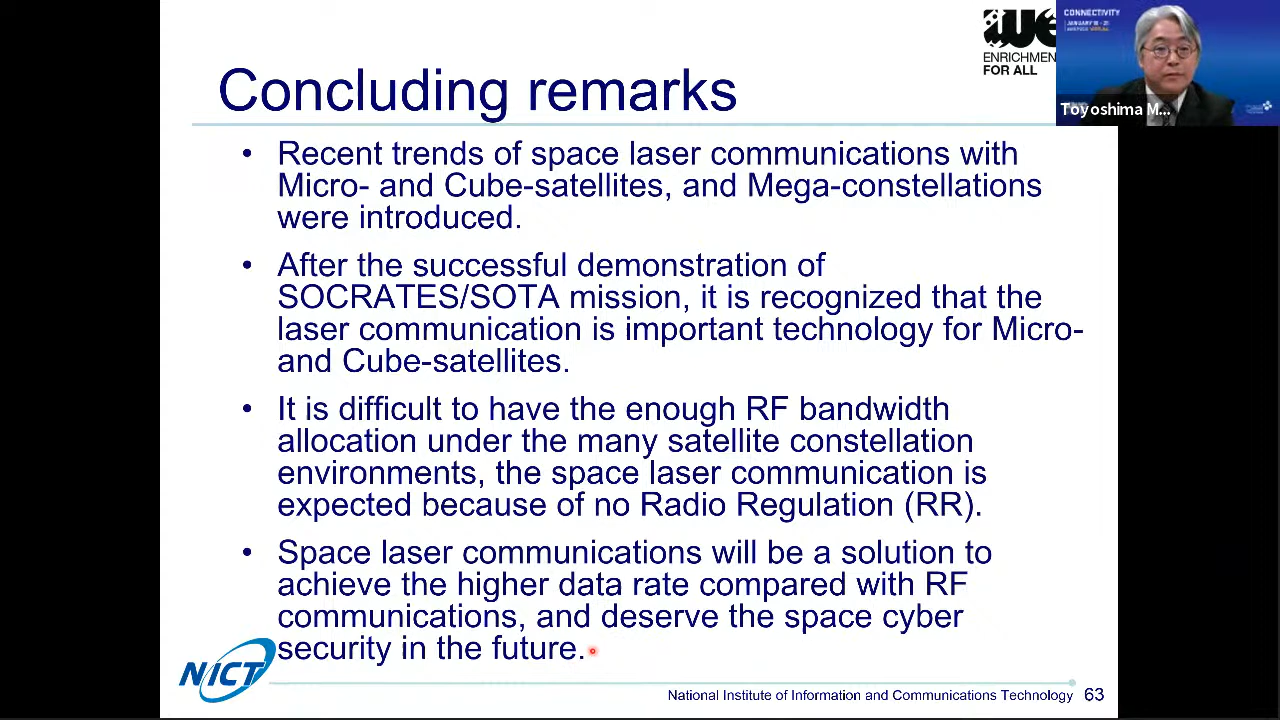 Concluding remarks
• Recent trends of space laser communications with
Micro- and Cube-satellites, and Mega-constellations
were introduced.
• After the successful demonstration of
SOCRATES/SOTA mission, it is recognized that the
laser communication is important technology for Micro-
and Cube-satellites.
• It is difficult to have the enough RF bandwidth
allocation under the many satellite constellation
environments, the space laser communication is
expected because of no Radio Regulation (RR).
• Space laser communications will be a solution to
achieve the higher data rate compared with RF
communications, and deserve the space cyber
security in the future.
NICT
National Institute of Information and Communications Technology 63
ENRICHMEN
FOR ALL
CONNECTIVITY
Toyoshima M...